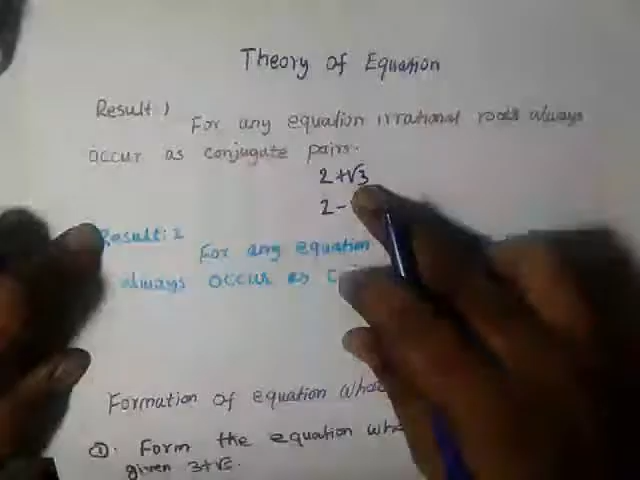 Theory of Equation
Result 1
For any equation irrational roots always
occur as conjugate pairs.
2+√3
2-
Result: 2
For any equation
always occur as C
Formation of equation
①. Form the equation
given 3+√